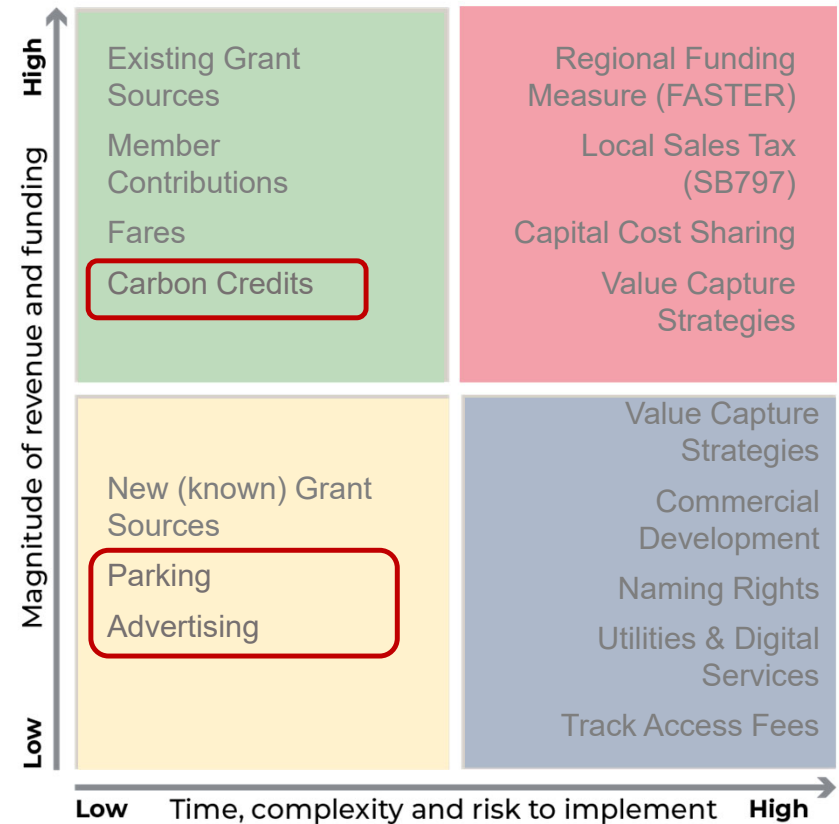 High
Magnitude of revenue and funding
Low
Existing Grant
Sources
Member
Contributions
Fares
Carbon Credits
Regional Funding
Measure (FASTER)
Local Sales Tax
(SB797)
Capital Cost Sharing
Value Capture
Strategies
New (known) Grant
Sources
Parking
Advertising
Value Capture
Strategies
Commercial
Development
Naming Rights
Utilities & Digital
Services
Track Access Fees
Low Time, complexity and risk to implement High